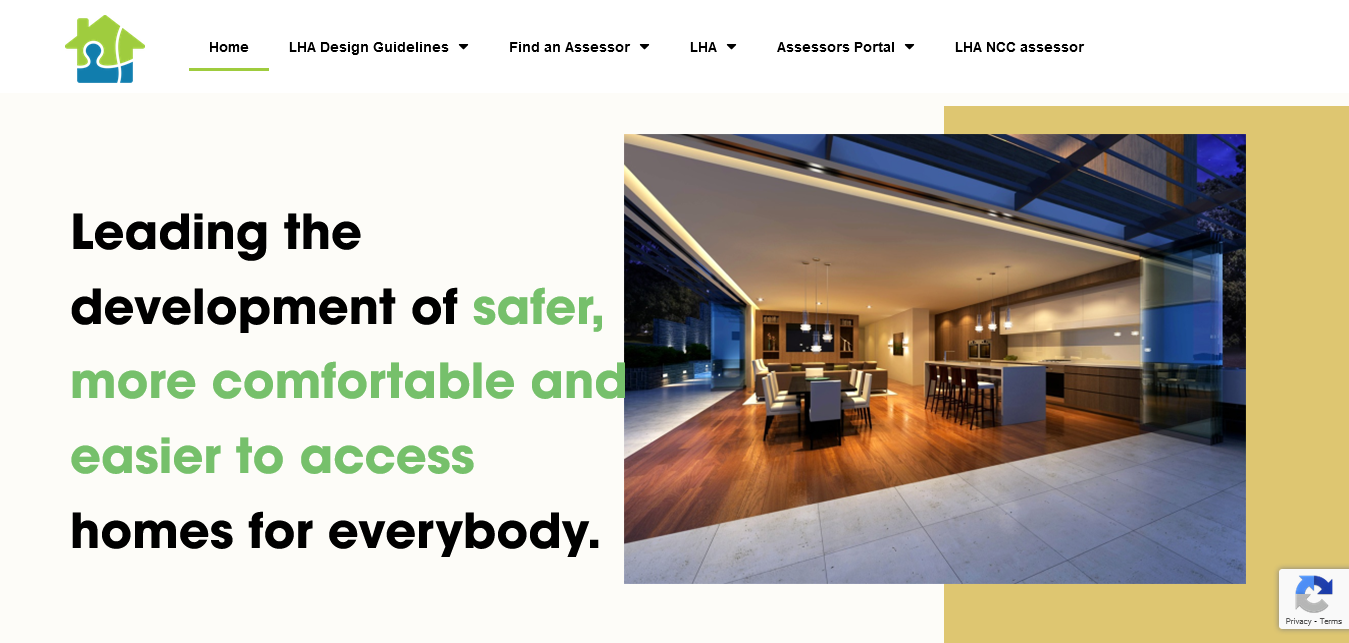 Home LHA Design Guidelines Find an Assessor LHA Assessors Portal LHA NCC assessor
Leading the
development of safer,
more comfortable and
easier to access
homes for everybody.
Privacy - Terms